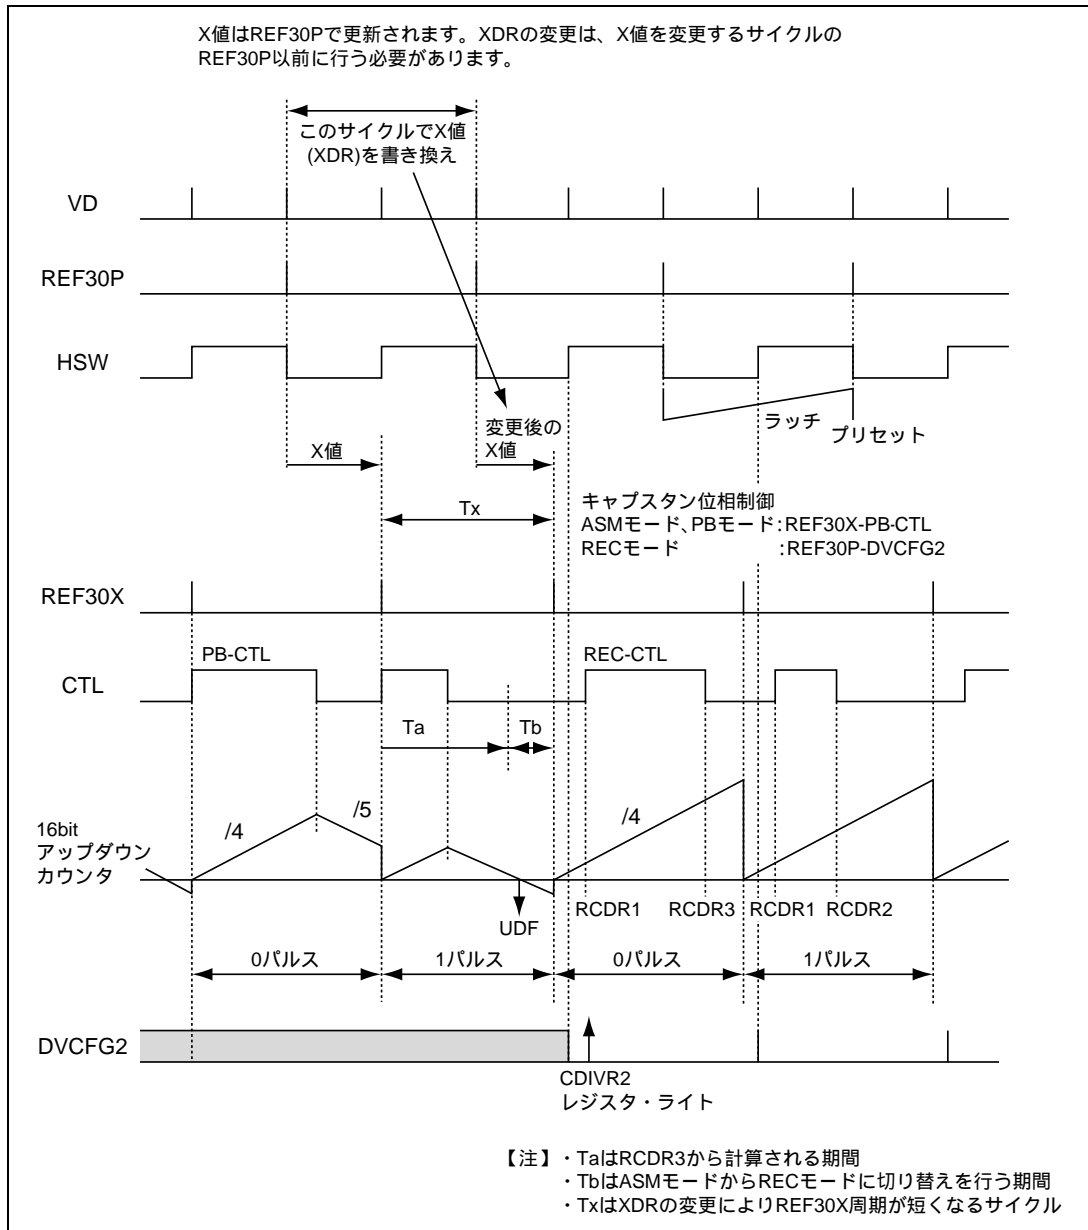 X値はREF30Pで更新されます。XDRの変更は、X値を変更するサイクルの
REF30P以前に行う必要があります。
このサイクルでX値
(XDR)を書き換え
VD
REF30P
HSW
ラッチ
プリセット
変更後の
X値
X値
Tx
キャプスタン位相制御
ASMモード、PBモード:REF30X-PB-CTL
RECモード :REF30P-DVCFG2
REF30X
PB-CTL
REC-CTL
CTL
Ta
Tb
/4
/5
/4
16bit
アップダウン
カウンタ
UDF
RCDR1
RCDR3
RCDR1
RCDR2
0パルス
1パルス
0パルス
1パルス
DVCFG2
CDIVR2
レジスタ・ライト
【注】・TaはRCDR3から計算される期間
・TbはASMモードからRECモードに切り替えを行う期間
・TxはXDRの変更によりREF30X周期が短くなるサイクル